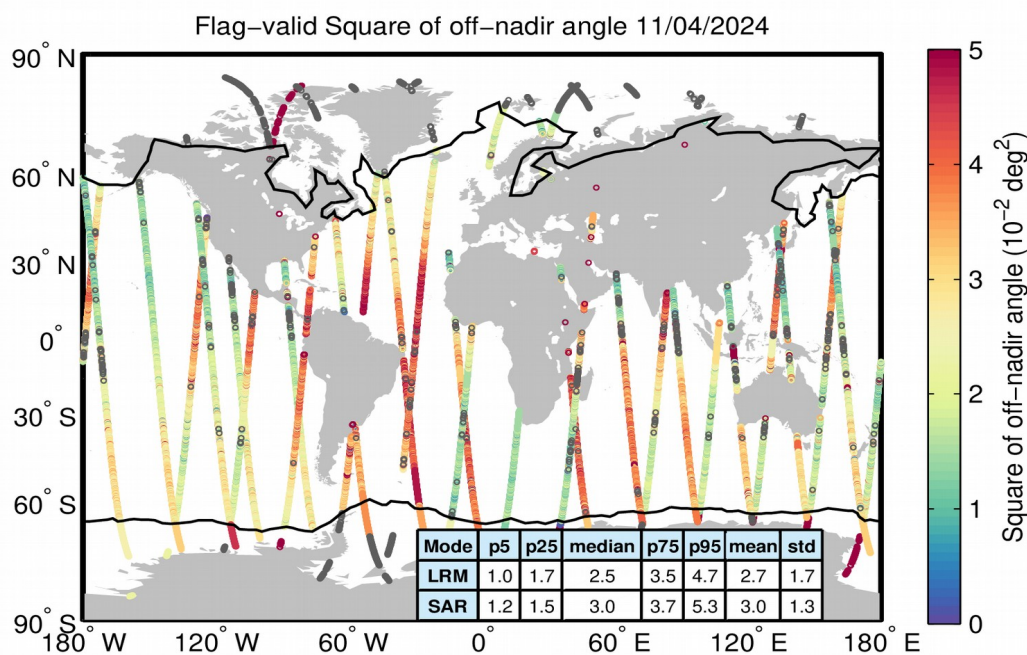 Flag−valid Square of off−nadir angle 11/04/2024
90° N
60° N
30° N
0°
30° S
60° S
90° S
180° W
120° W
60° W
0°
60° E
120° E
180° E
Mode p5 p25 median p75 p95 mean std
LRM 1.0 1.7 2.5 3.5 4.7 2.7 1.7
SAR 1.2 1.5 3.0 3.7 5.3 3.0 1.3
5
4
3
2
1
0
Square of off−nadir angle (10⁻² deg²)